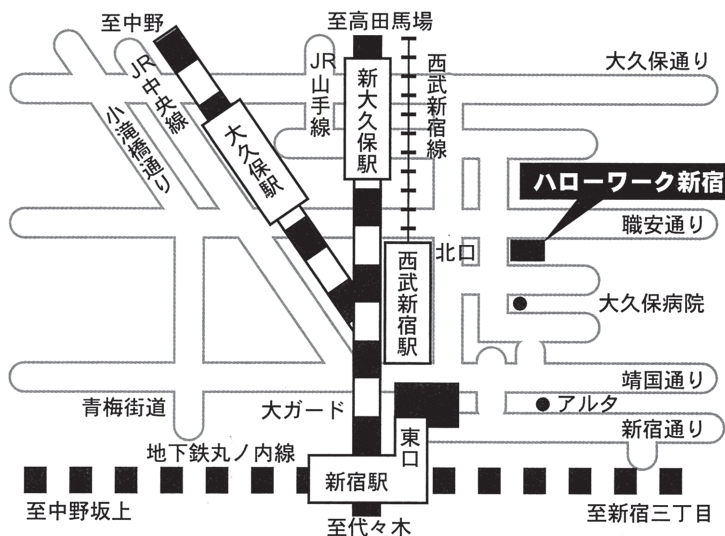 至中野
至高田馬場
JR中央線
JR山手線
新大久保駅
西武新宿線
大久保通り
小滝橋通り
大久保駅
ハローワーク新宿
職安通り
北口
西武新宿駅
大久保病院
靖国通り
青梅街道
大ガード
アルタ
新宿通り
東口
地下鉄丸ノ内線
新宿駅
至中野坂上
至代々木
至新宿三丁目